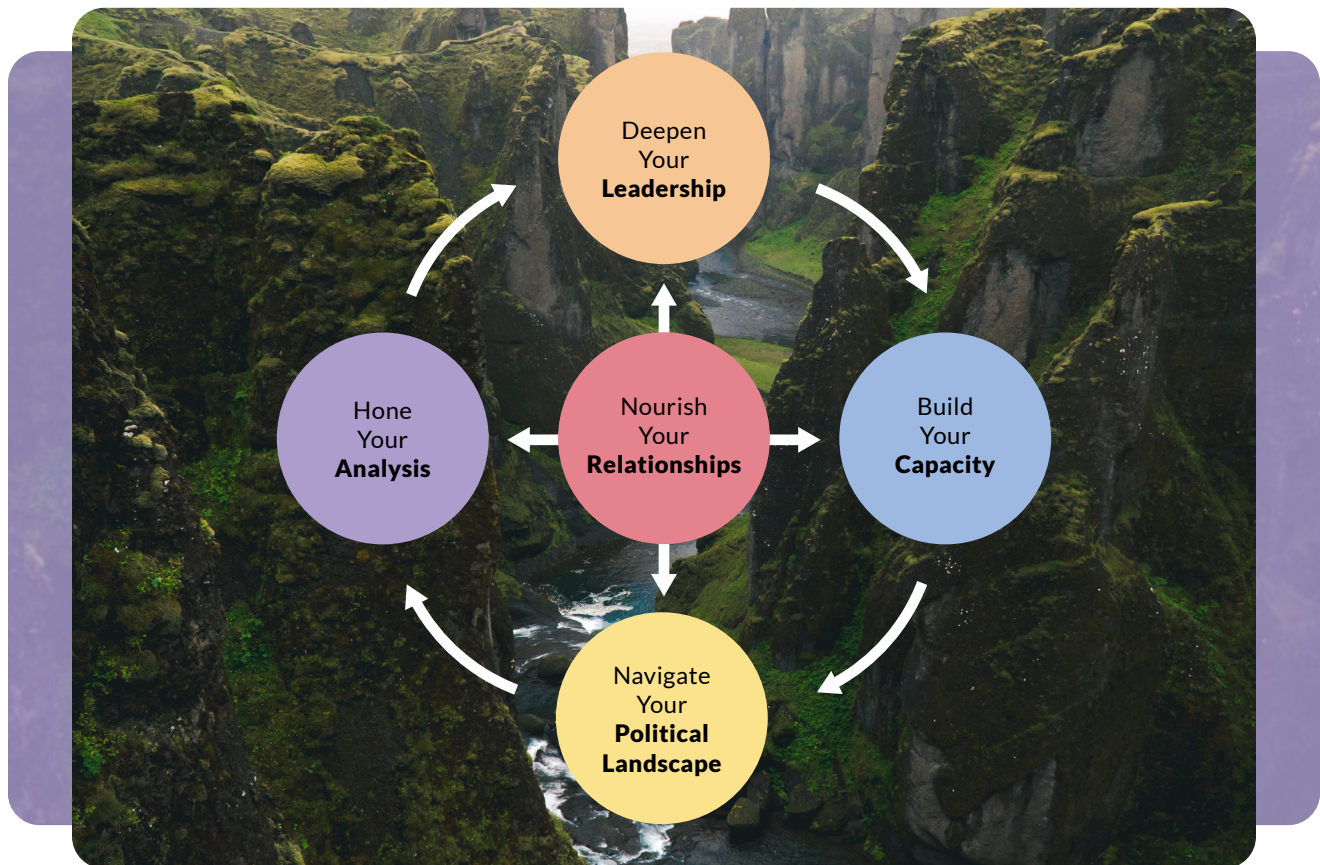 Deepen
Your
Leadership
Hone
Your
Analysis
Nourish
Your
Relationships
Build
Your
Capacity
Navigate
Your
Political
Landscape